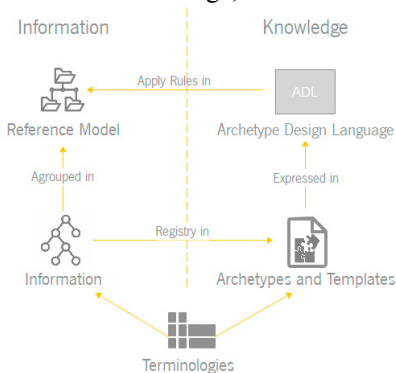 Information Knowledge
Apply Rules in
ADL
Reference Model Archetype Design Language
Agrouped in Expressed in
Registry in
Information Archetypes and Templates
Terminologies